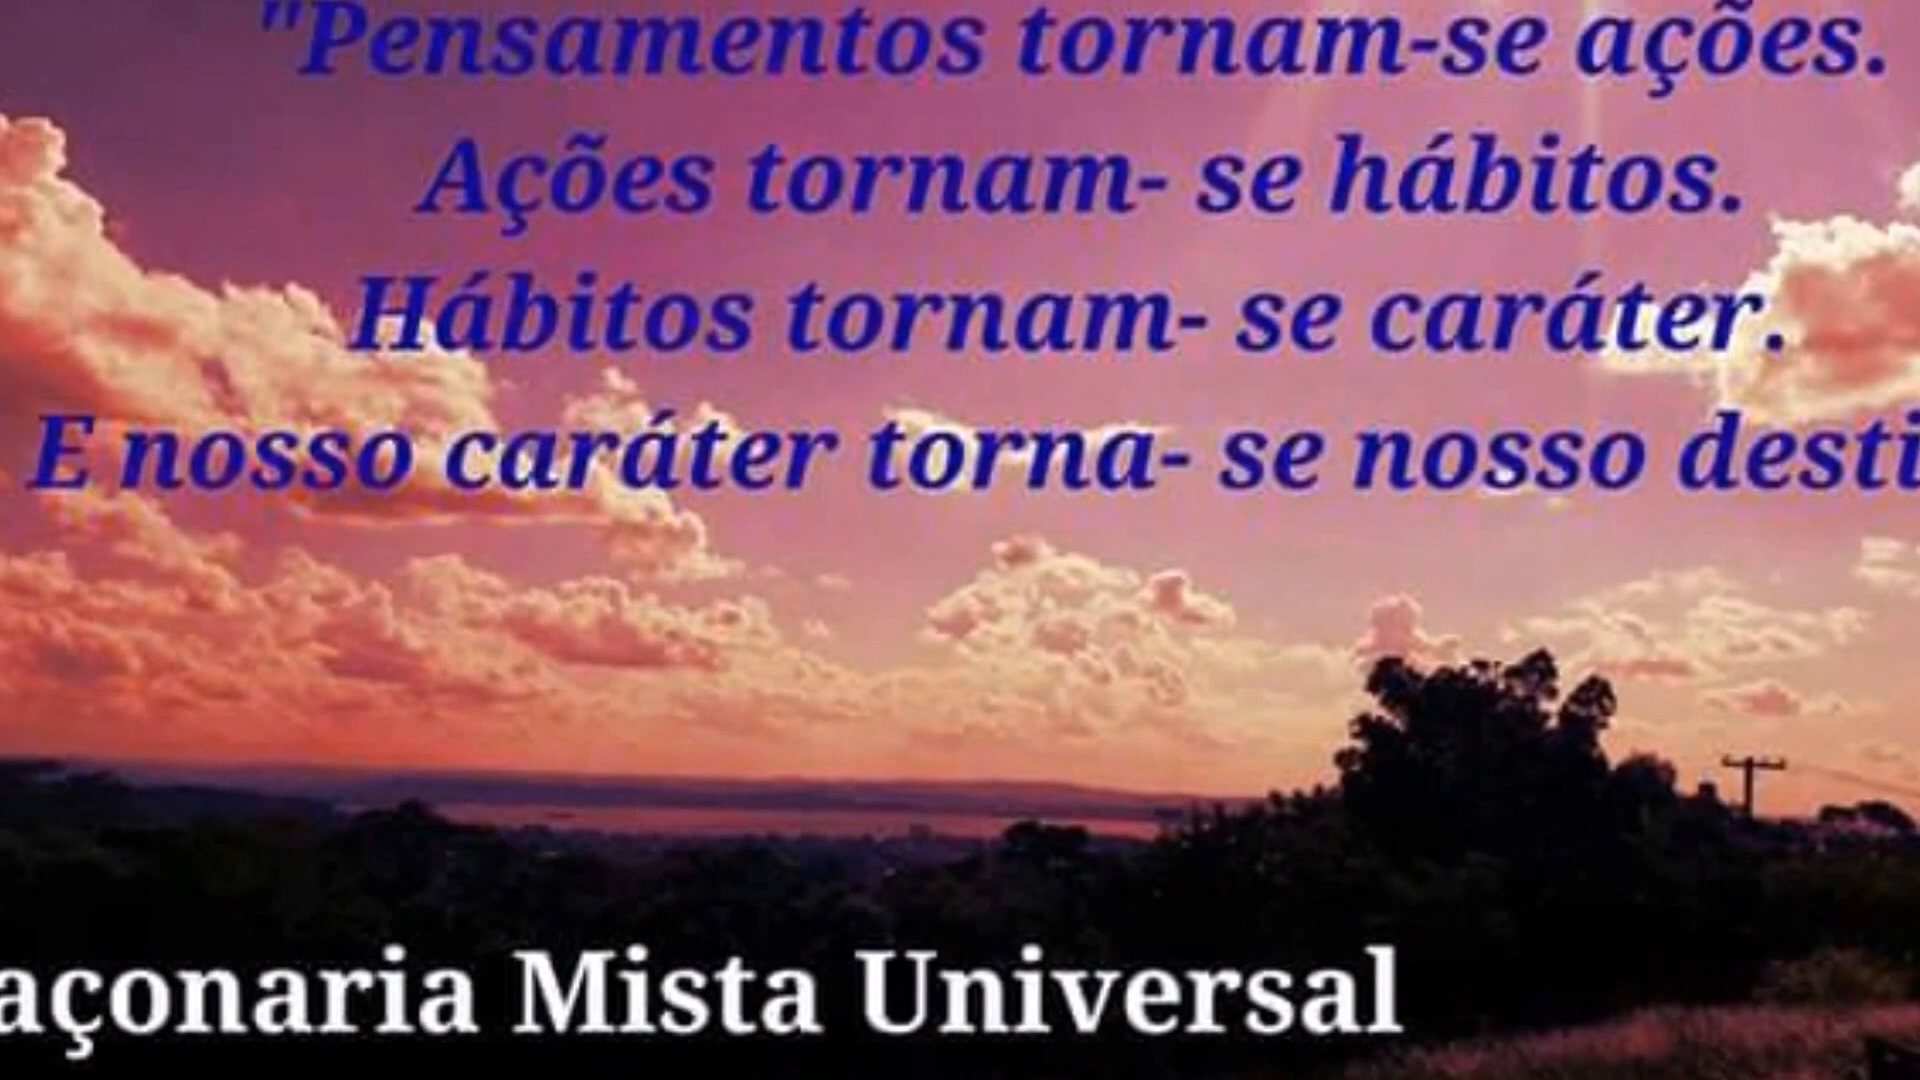 "Pensamentos tornam-se ações.
Ações tornam- se hábitos.
Hábitos tornam- se caráter.
E nosso caráter torna- se nosso desti
açonaria Mista Universal